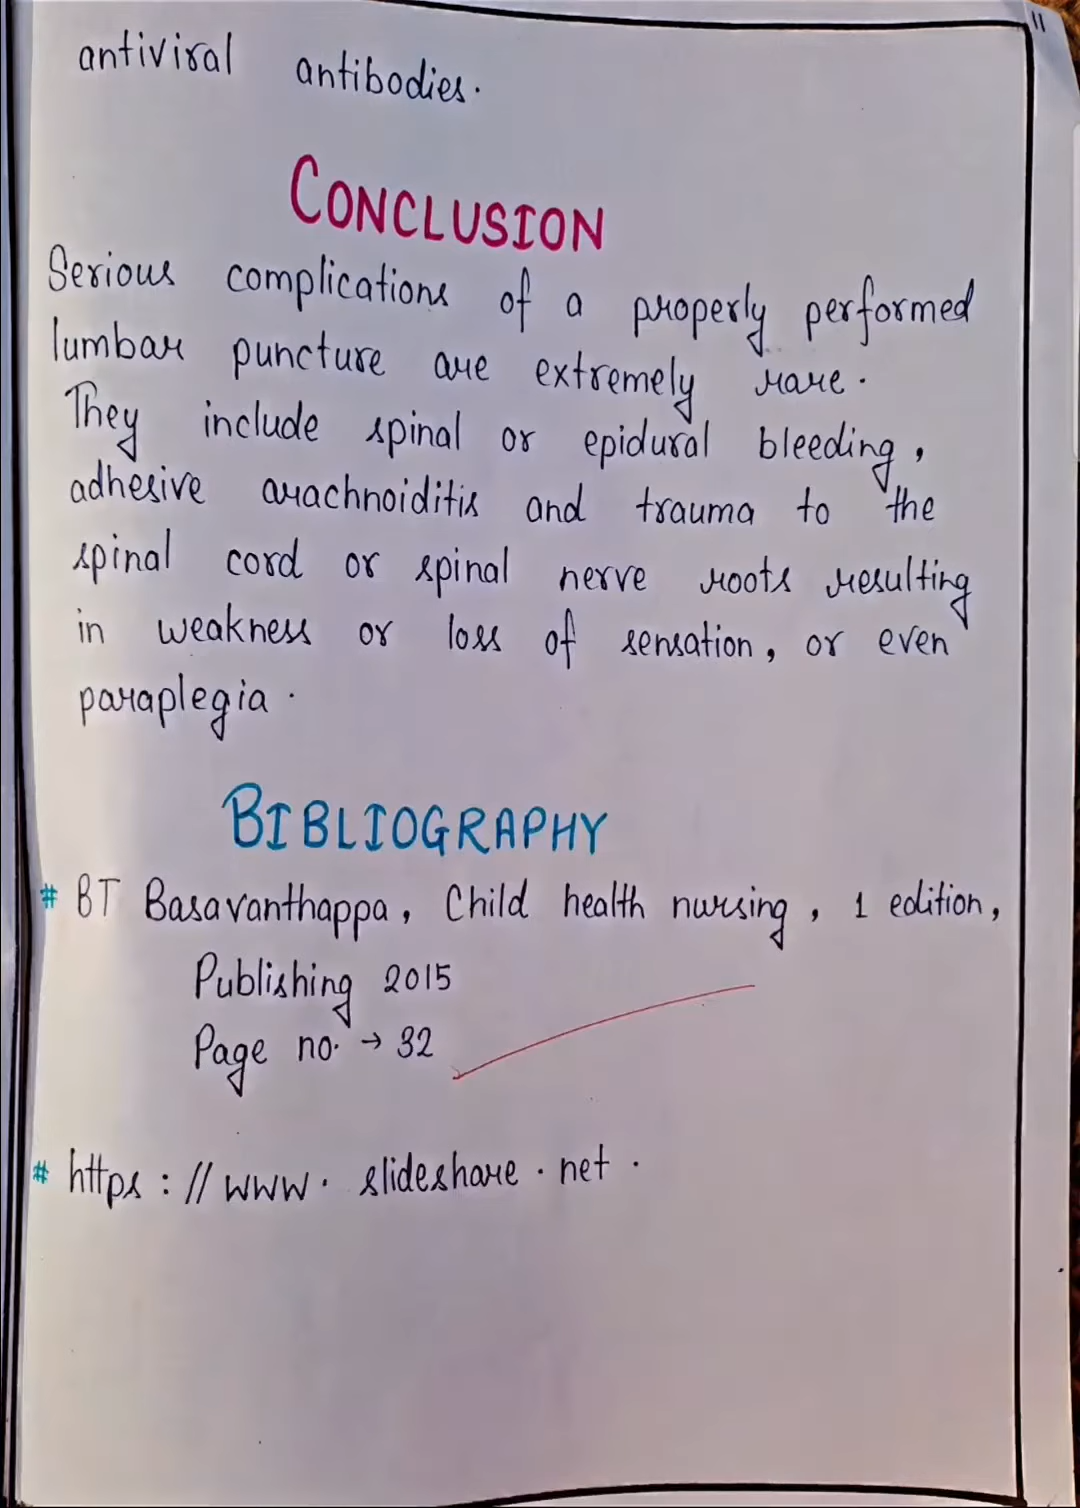 11
antiviral antibodies.
CONCLUSION
Serious complications of a properly performed
lumbar puncture are extremely rare.
They include spinal or epidural bleeding,
adhesive arachnoiditis and trauma to the
spinal cord or spinal nerve roots resulting
in weakness or loss of sensation, or even
paraplegia.
BIBLIOGRAPHY
# BT Basavanthappa, Child health nursing, 1 edition,
Publishing 2015
Page no. → 32
# https://www.slideshare.net.